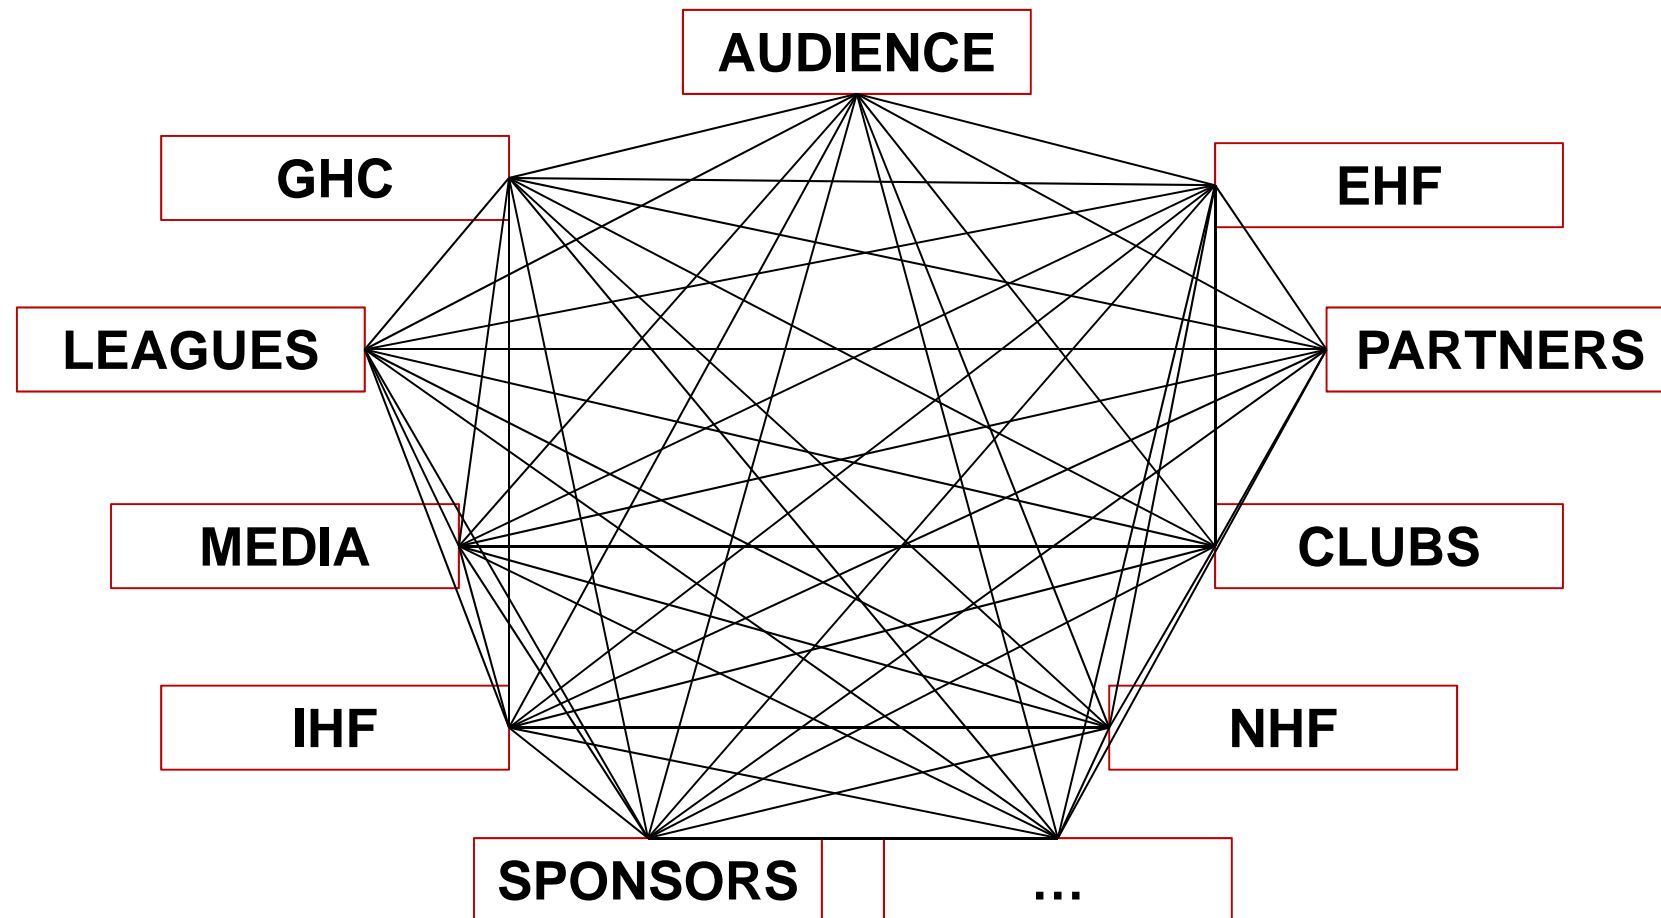 AUDIENCE
GHC
EHF
LEAGUES
PARTNERS
MEDIA
CLUBS
IHF
NHF
SPONSORS
...